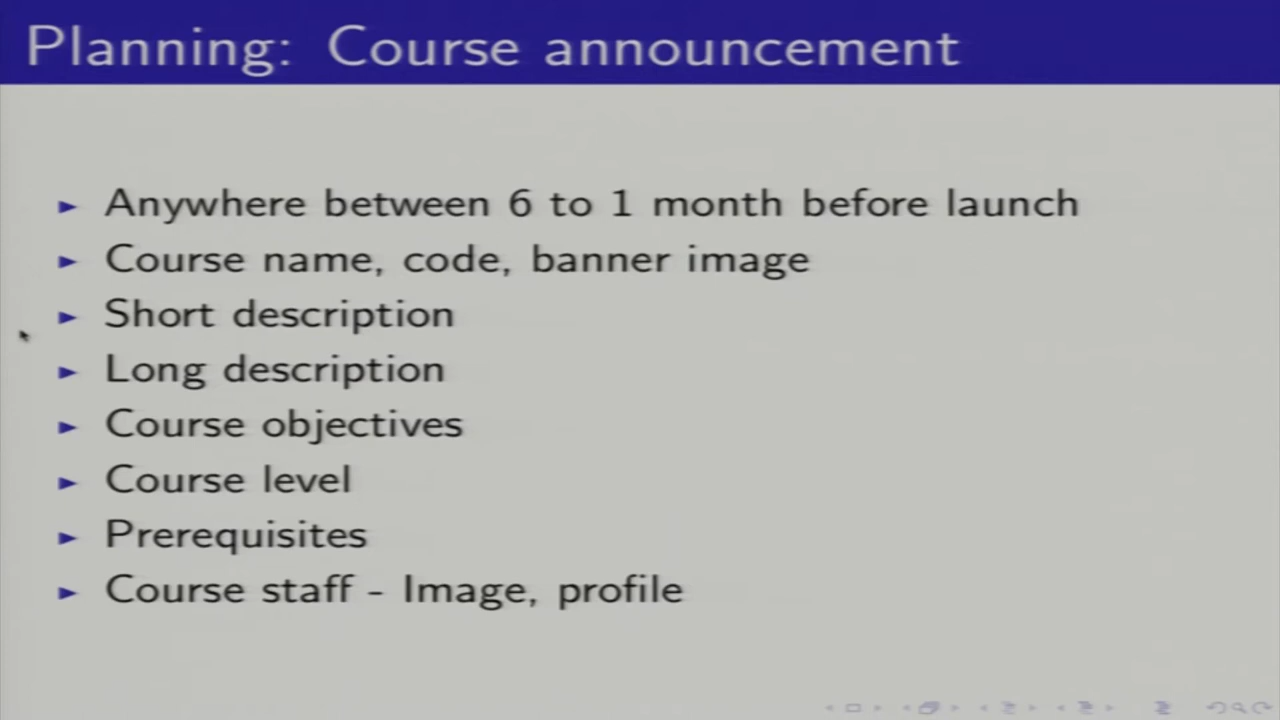 Planning: Course announcement
Anywhere between 6 to 1 month before launch
Course name, code, banner image
Short description
Long description
Course objectives
Course level
Prerequisites
Course staff - Image, profile